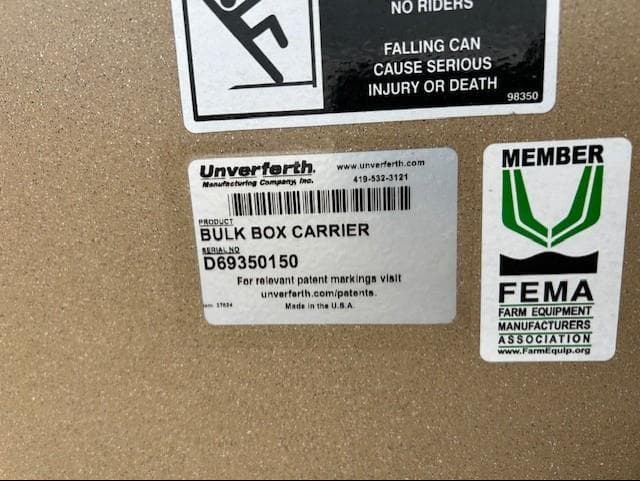 NO RIDERS
FALLING CAN
CAUSE SERIOUS
INJURY OR DEATH
98350
Unverferth.
Manufacturing Company, Inc.
www.unverferth.com
419-532-3121
PRODUCT
BULK BOX CARRIER
SERIAL NO
D69350150
For relevant patent markings visit
unverferth.com/patents.
Made in the U.S.A.
MEMBER
FEMA
FARM EQUIPMENT
MANUFACTURERS
ASSOCIATION
www.FarmEquip.org